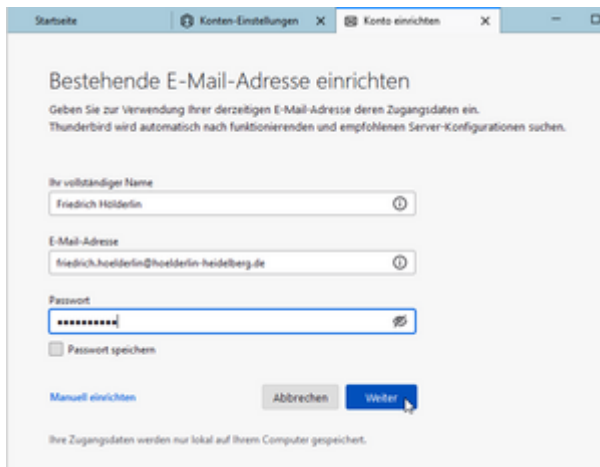 Startseite
Konten-Einstellungen
Konto einrichten
Bestehende E-Mail-Adresse einrichten
Geben Sie zur Verwendung Ihrer derzeitigen E-Mail-Adresse deren Zugangsdaten ein.
Thunderbird wird automatisch nach funktionierenden und empfohlenen Server-Konfigurationen suchen.
Ihr vollständiger Name
Friedrich Hölderlin
E-Mail-Adresse
friedrich.hoelderlin@hoelderlin-heidelberg.de
Passwort
••••••••••
Passwort speichern
Manuell einrichten Abbrechen Weiter
Ihre Zugangsdaten werden nur lokal auf Ihrem Computer gespeichert.